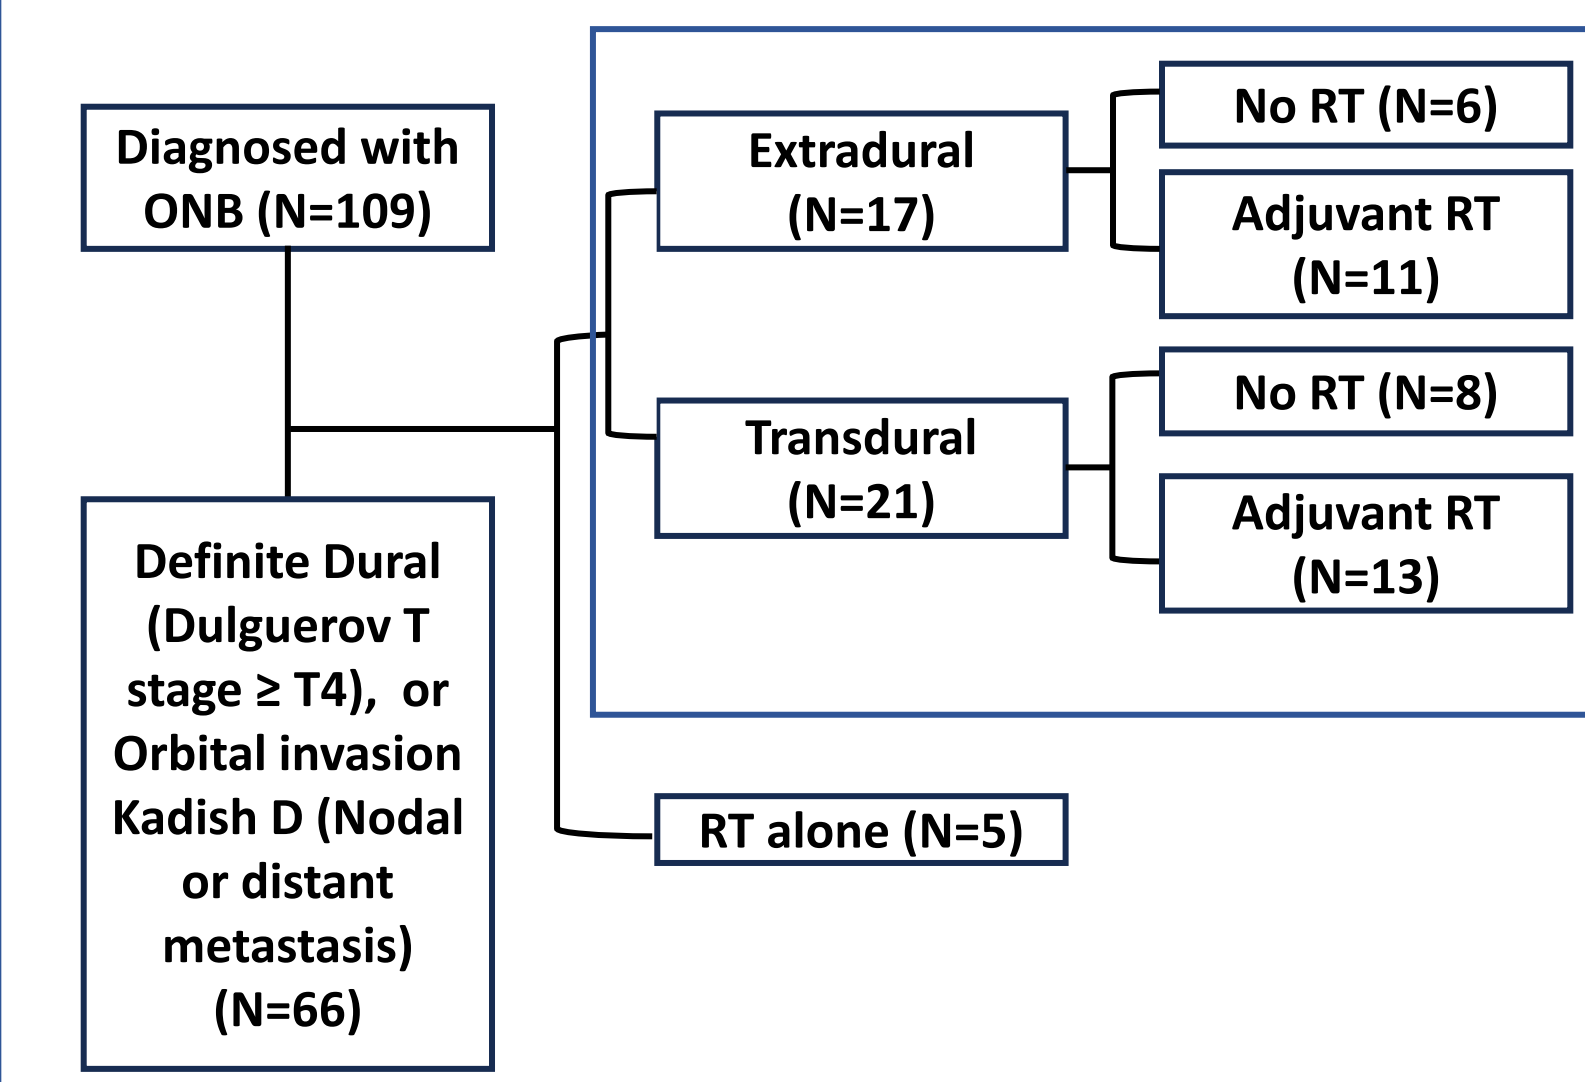 Diagnosed with
ONB (N=109)
Definite Dural
(Dulguerov T
stage ≥ T4),  or
Orbital invasion
Kadish D (Nodal
or distant
metastasis)
(N=66)
Extradural
(N=17)
No RT (N=6)
Adjuvant RT
(N=11)
Transdural
(N=21)
No RT (N=8)
Adjuvant RT
(N=13)
RT alone (N=5)